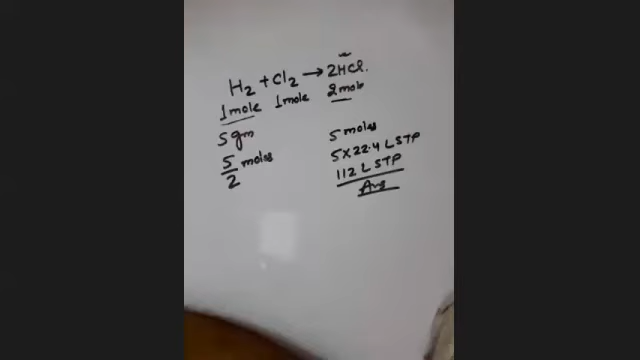 H2 + Cl2 → 2HCl.
1mole 1mole 2mole
5gm 5moles
5/2 moles 5×22.4 L STP
112 L STP
Ans